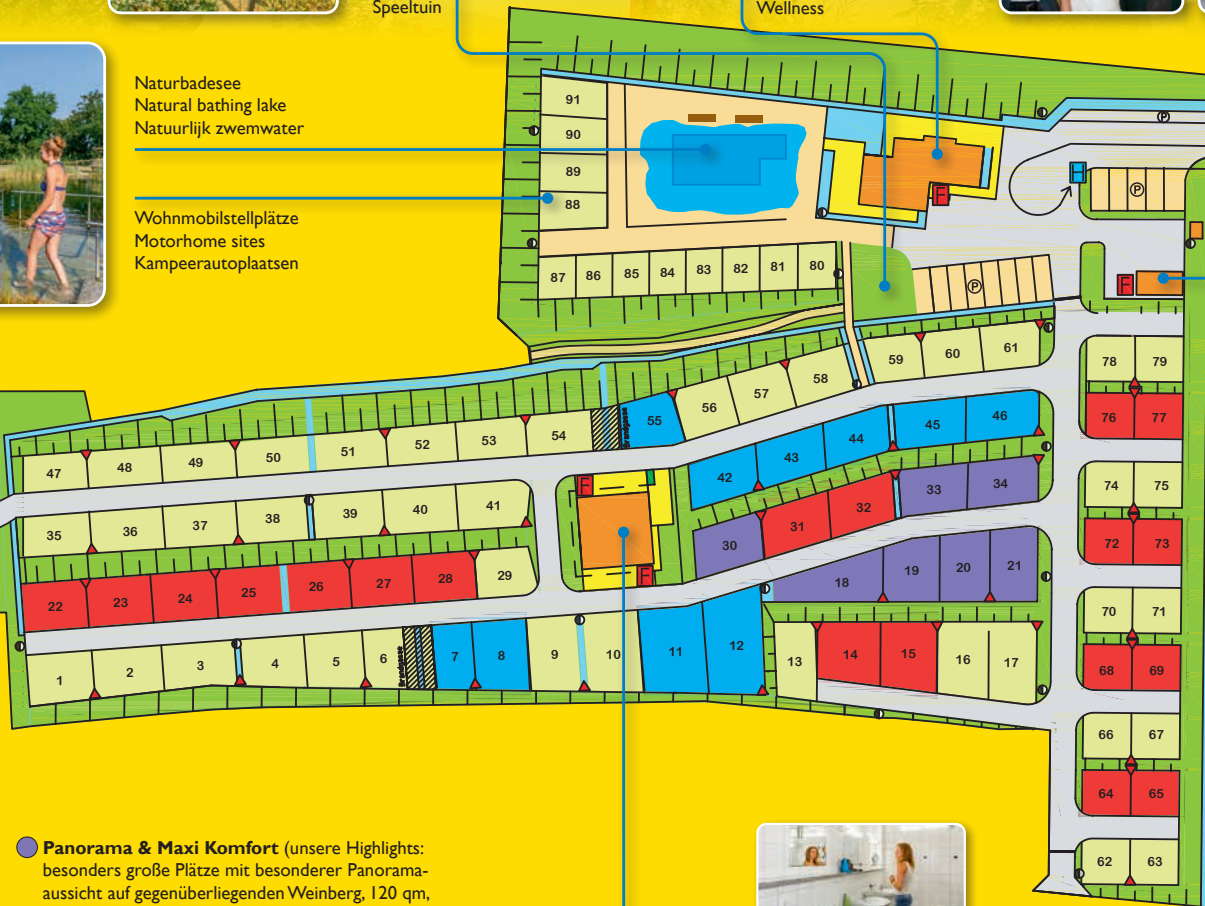 Speeltuin
Wellness
Naturbadesee
Natural bathing lake
Natuurlijk zwemwater
Wohnmobilstellplätze
Motorhome sites
Kampeerautoplaatsen
91
90
89
88
87 86 85 84 83 82 81 80
P
P
P
H
F
F
59 60 61
56 57 58
55
Brandgasse
47 48 49 50 51 52 53 54
42 43 44 45 46
35 36 37 38 39 40 41
F
30 31 32 33 34
22 23 24 25 26 27 28 29
F
18 19 20 21
1 2 3 4 5 6
Brandgasse
7 8 9 10 11 12
13 14 15 16 17
78 79
76 77
74 75
72 73
70 71
68 69
66 67
64 65
62 63
Panorama & Maxi Komfort (unsere Highlights:
besonders große Plätze mit besonderer Panorama-
aussicht auf gegenüberliegenden Weinberg, 120 qm,